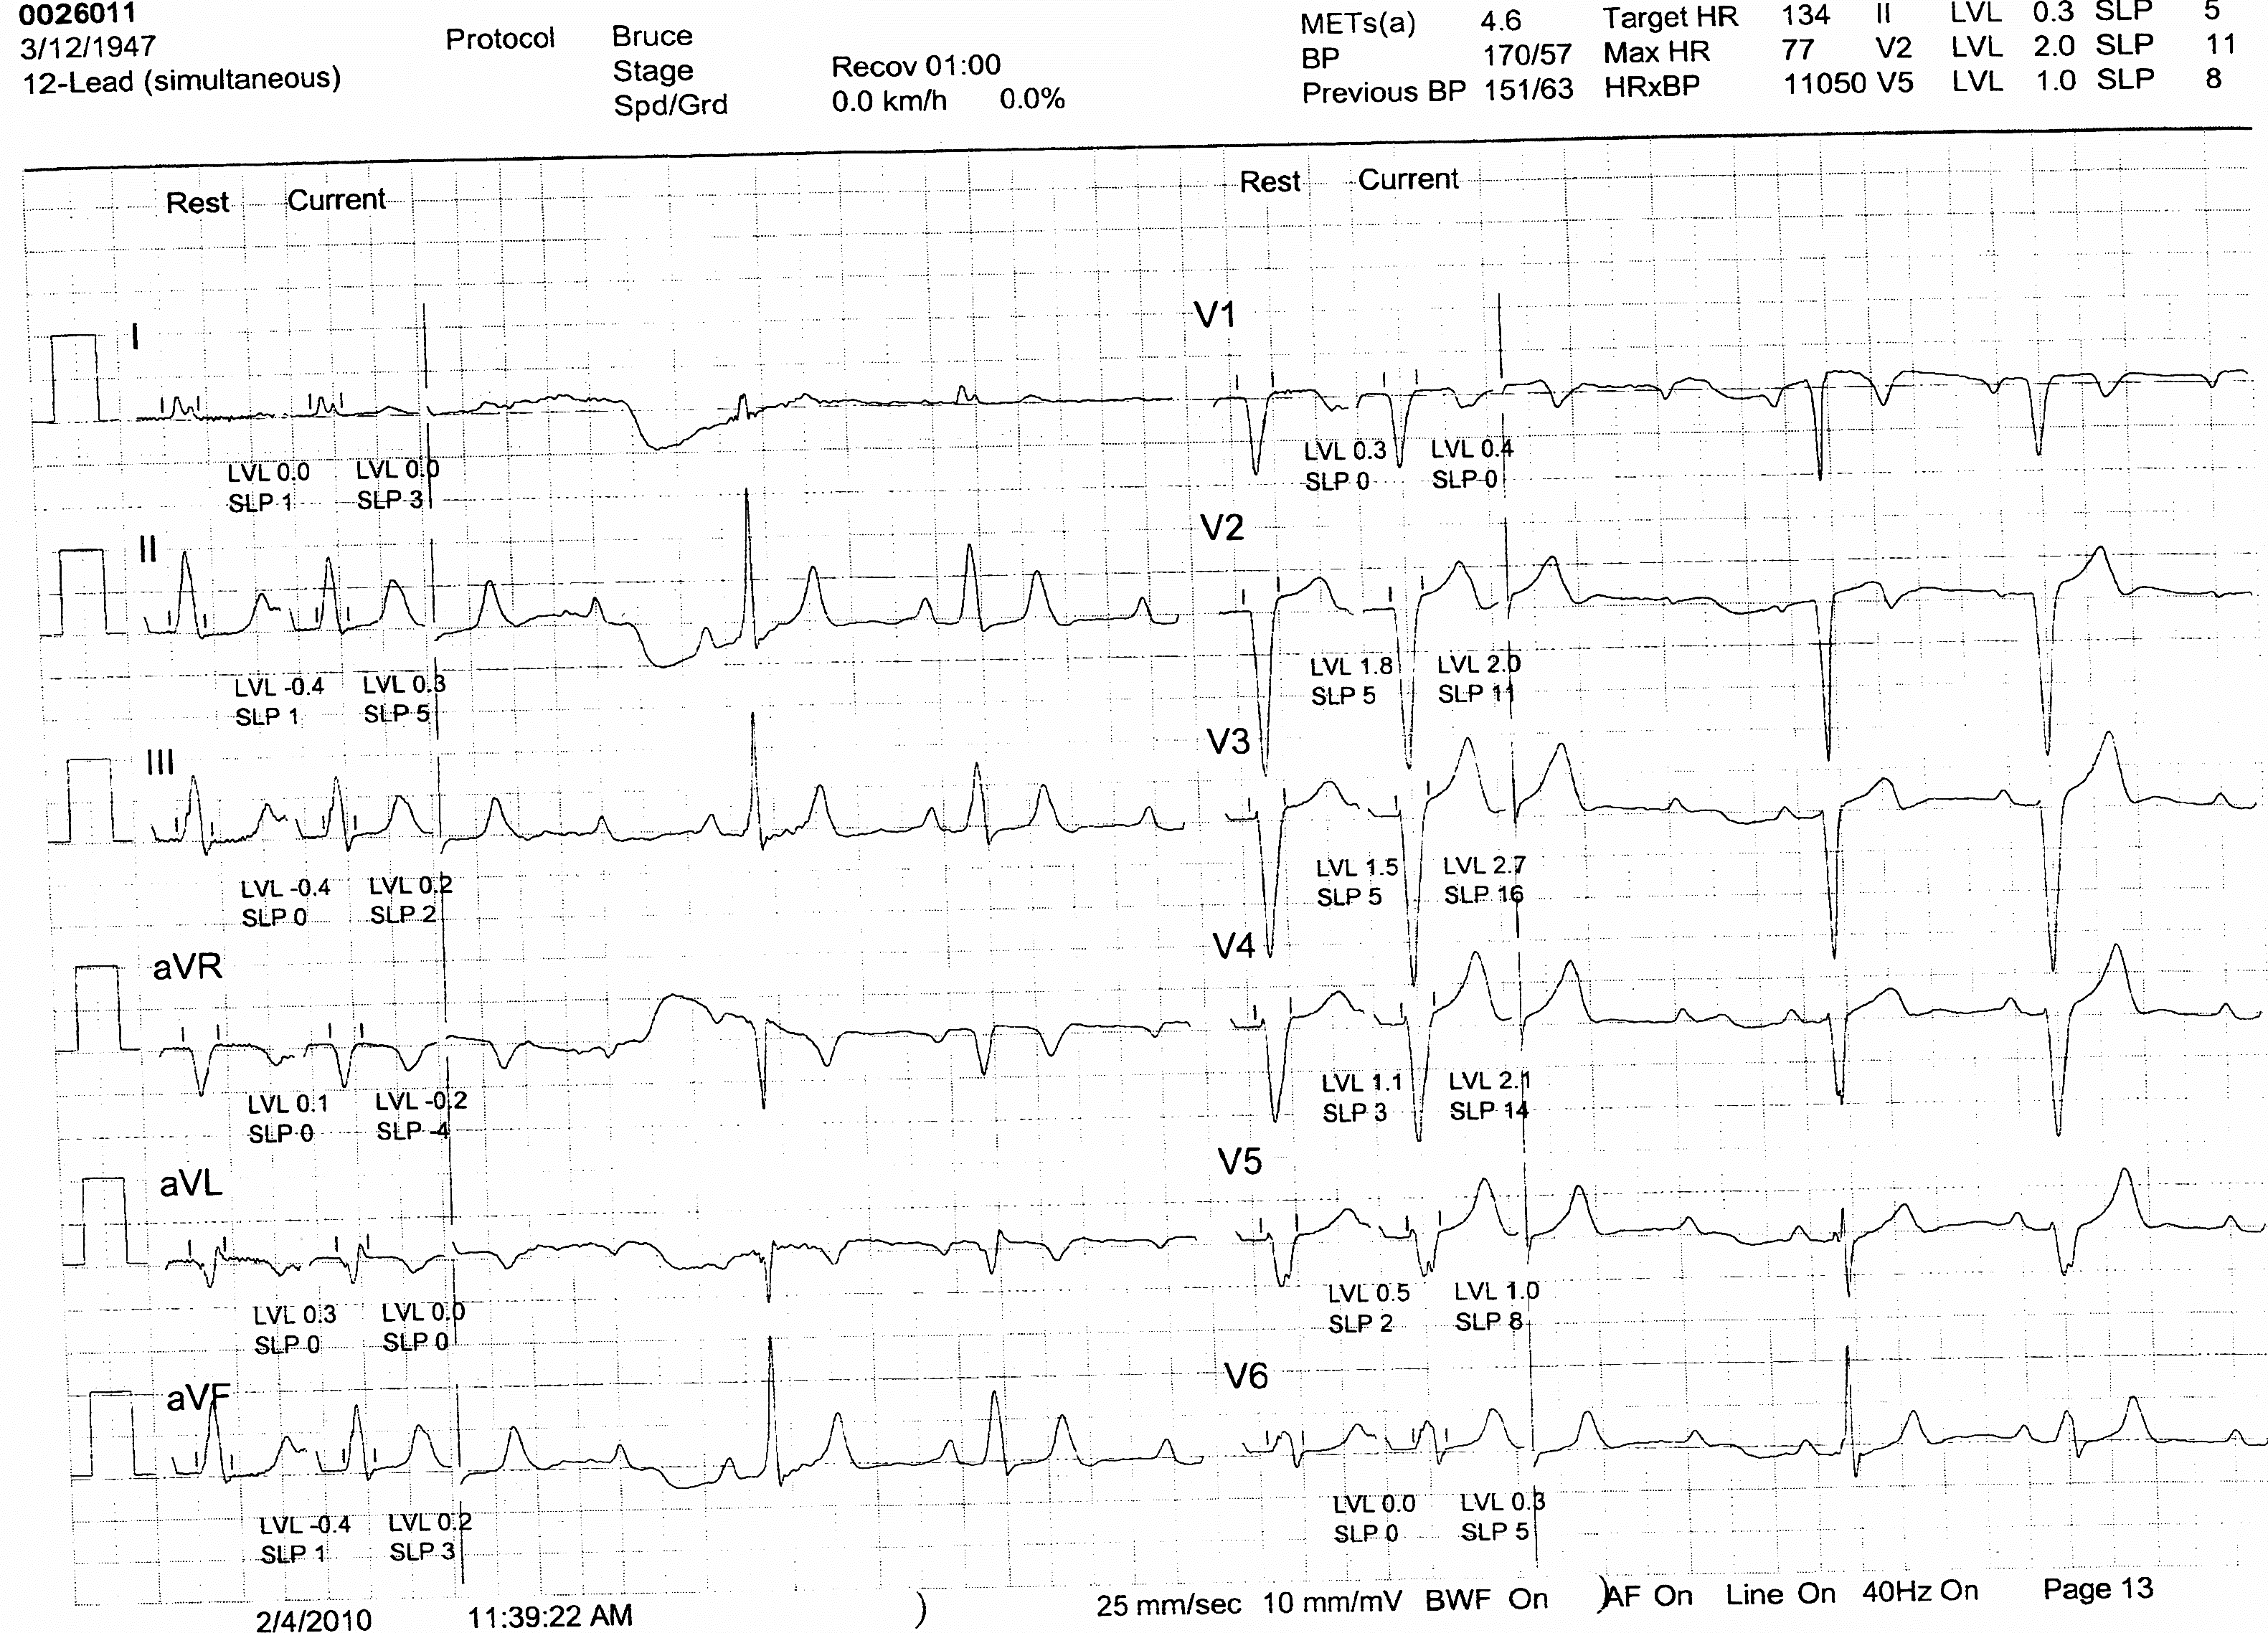 0026011
3/12/1947
12-Lead (simultaneous)
Protocol Bruce
Stage Recov 01:00
Spd/Grd 0.0 km/h 0.0%
METs(a) 4.6 Target HR 134 II LVL 0.3 SLP 5
BP 170/57 Max HR 77 V2 LVL 2.0 SLP 11
Previous BP 151/63 HRxBP 11050 V5 LVL 1.0 SLP 8
Rest Current
I
LVL 0.0 LVL 0.0
SLP 1 SLP 3
II
LVL -0.4 LVL 0.3
SLP 1 SLP 5
III
LVL -0.4 LVL 0.2
SLP 0 SLP 2
aVR
LVL 0.1 LVL -0.2
SLP 0 SLP -4
aVL
LVL 0.3 LVL 0.0
SLP 0 SLP 0
aVF
LVL -0.4 LVL 0.2
SLP 1 SLP 3
Rest Current
V1
LVL 0.3 LVL 0.4
SLP 0 SLP 0
V2
LVL 1.8 LVL 2.0
SLP 5 SLP 11
V3
LVL 1.5 LVL 2.7
SLP 5 SLP 16
V4
LVL 1.1 LVL 2.1
SLP 3 SLP 14
V5
LVL 0.5 LVL 1.0
SLP 2 SLP 8
V6
LVL 0.0 LVL 0.3
SLP 0 SLP 5
2/4/2010 11:39:22 AM
25 mm/sec 10 mm/mV BWF On AF On Line On 40Hz On Page 13